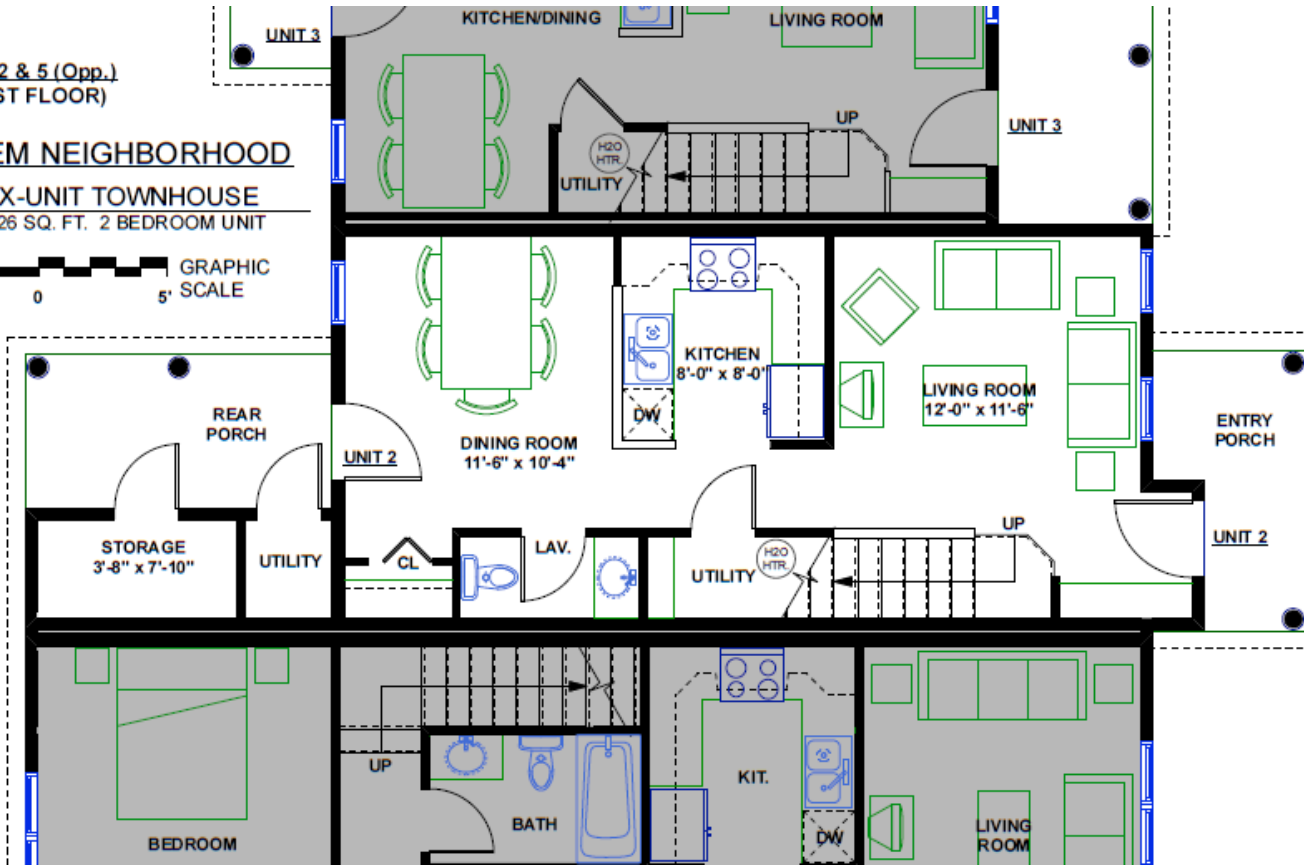 KITCHEN/DINING
LIVING ROOM
UNIT 3
2 & 5 (Opp.)
ST FLOOR)
UP
UNIT 3
H2O
HTR.
UTILITY
EM NEIGHBORHOOD
X-UNIT TOWNHOUSE
26 SQ. FT. 2 BEDROOM UNIT
GRAPHIC
SCALE
0
5'
KITCHEN
8'-0" x 8'-0"
LIVING ROOM
12'-0" x 11'-6"
REAR
PORCH
DW
ENTRY
PORCH
DINING ROOM
11'-6" x 10'-4"
UNIT 2
UP
UNIT 2
STORAGE
3'-8" x 7'-10"
UTILITY
CL
LAV.
UTILITY
H2O
HTR.
UP
KIT.
BATH
DW
LIVING
ROOM
BEDROOM